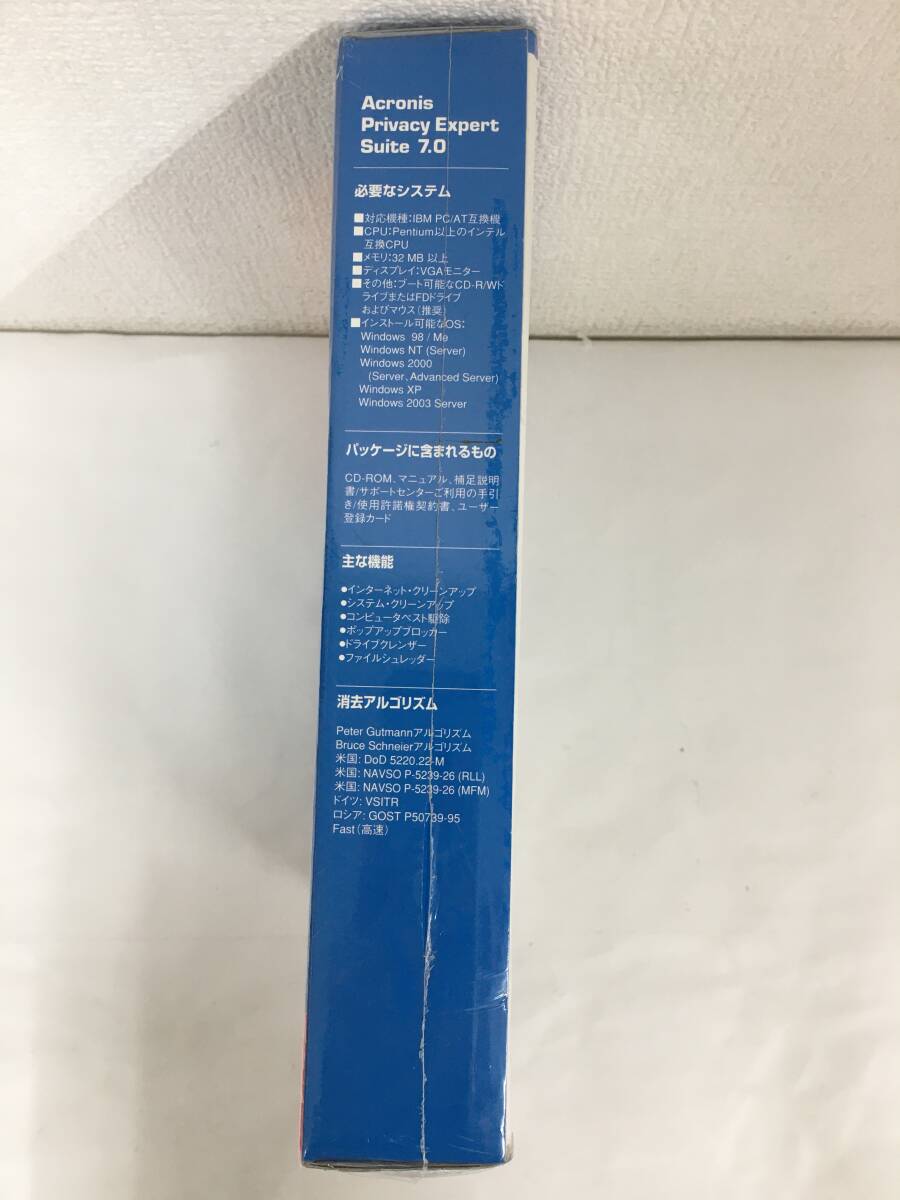 Acronis
Privacy Expert
Suite 7.0
必要なシステム
■対応機種:IBM PC/AT互換機
■CPU:Pentium以上のインテル
互換CPU
■メモリ:32 MB 以上
■ディスプレイ:VGAモニター
■その他:ブート可能なCD-R/Wド
ライブまたはFDドライブ
およびマウス(推奨)
■インストール可能なOS:
Windows 98 / Me
Windows NT (Server)
Windows 2000
(Server、Advanced Server)
Windows XP
Windows 2003 Server
パッケージに含まれるもの
CD-ROM、マニュアル、補足説明
書/サポートセンターご利用の手引
き/使用許諾権契約書、ユーザー
登録カード
主な機能
●インターネット・クリーンアップ
●システム・クリーンアップ
●コンピュータペスト駆除
●ポップアップブロッカー
●ドライブクレンザー
●ファイルシュレッダー
消去アルゴリズム
Peter Gutmannアルゴリズム
Bruce Schneierアルゴリズム
米国: DoD 5220.22-M
米国: NAVSO P-5239-26 (RLL)
米国: NAVSO P-5239-26 (MFM)
ドイツ: VSITR
ロシア: GOST P50739-95
Fast(高速)